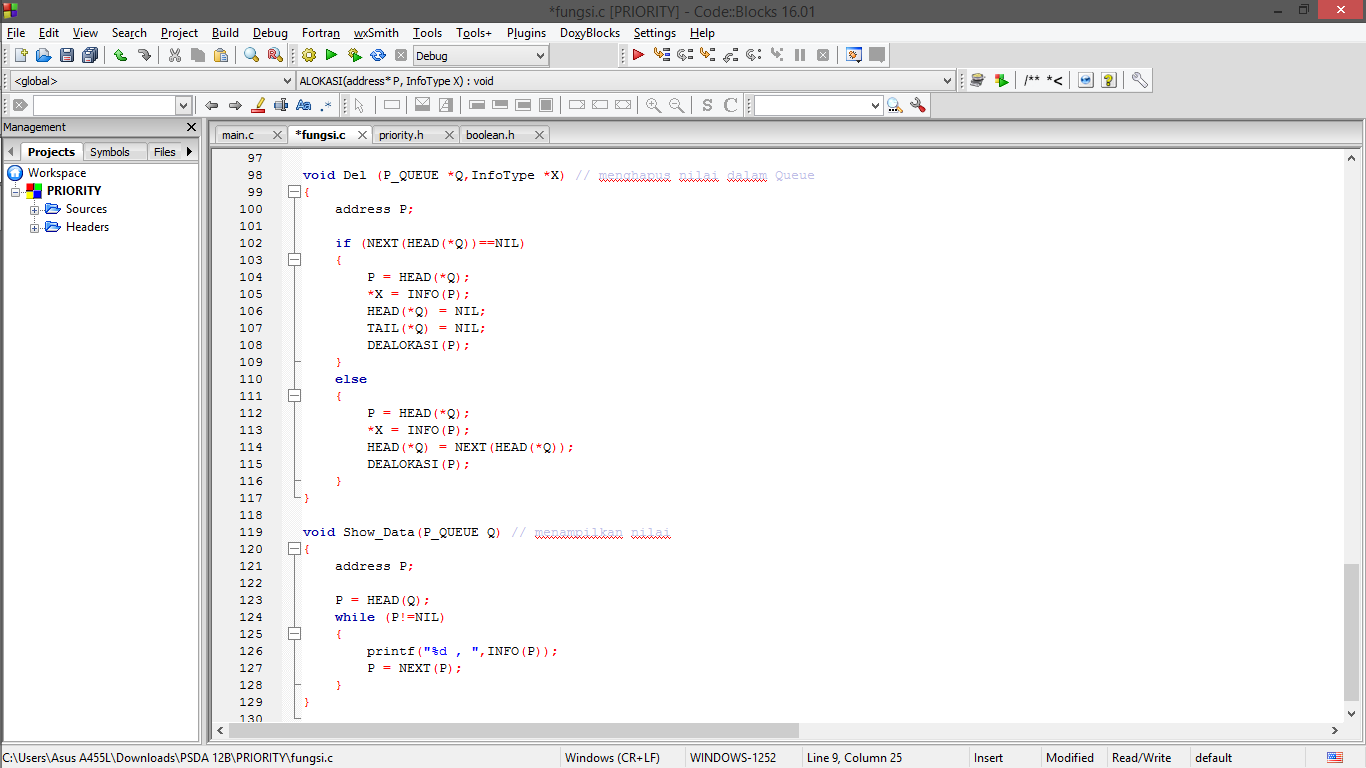 *fungsi.c [PRIORITY] - Code::Blocks 16.01
File Edit View Search Project Build Debug Fortran wxSmith Tools Tools+ Plugins DoxyBlocks Settings Help
Debug
<global> ALOKASI(address* P, InfoType X) : void
/** *<
Aa .*
S C
Management
Projects Symbols Files
Workspace
PRIORITY
Sources
Headers
main.c *fungsi.c priority.h boolean.h
97
98 void Del (P_QUEUE *Q,InfoType *X) // menghapus nilai dalam Queue
99 {
100 address P;
101
102 if (NEXT(HEAD(*Q))==NIL)
103 {
104 P = HEAD(*Q);
105 *X = INFO(P);
106 HEAD(*Q) = NIL;
107 TAIL(*Q) = NIL;
108 DEALOKASI(P);
109 }
110 else
111 {
112 P = HEAD(*Q);
113 *X = INFO(P);
114 HEAD(*Q) = NEXT(HEAD(*Q));
115 DEALOKASI(P);
116 }
117 }
118
119 void Show_Data(P_QUEUE Q) // menampilkan nilai
120 {
121 address P;
122
123 P = HEAD(Q);
124 while (P!=NIL)
125 {
126 printf("%d , ",INFO(P));
127 P = NEXT(P);
128 }
129 }
130
C:\Users\Asus A455L\Downloads\PSDA 12B\PRIORITY\fungsi.c Windows (CR+LF) WINDOWS-1252 Line 9, Column 25 Insert Modified Read/Write default